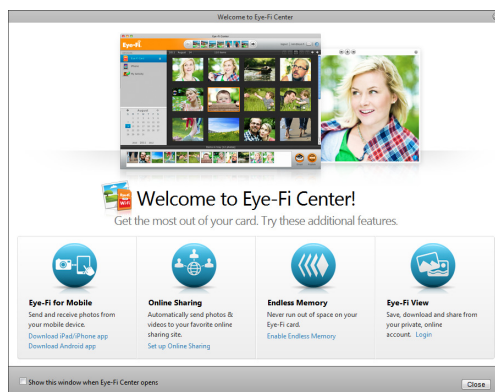 Welcome to Eye-Fi Center
Eye-Fi
Welcome to Eye-Fi Center!
Get the most out of your card. Try these additional features.
Eye-Fi for Mobile
Send and receive photos from
your mobile device.
Download iPad/iPhone app
Download Android app
Online Sharing
Automatically send photos &
videos to your favorite online
sharing site.
Set up Online Sharing
Endless Memory
Never run out of space on your
Eye-Fi card.
Enable Endless Memory
Eye-Fi View
Save, download and share from
your private, online
account. Login
Show this window when Eye-Fi Center opens
Close